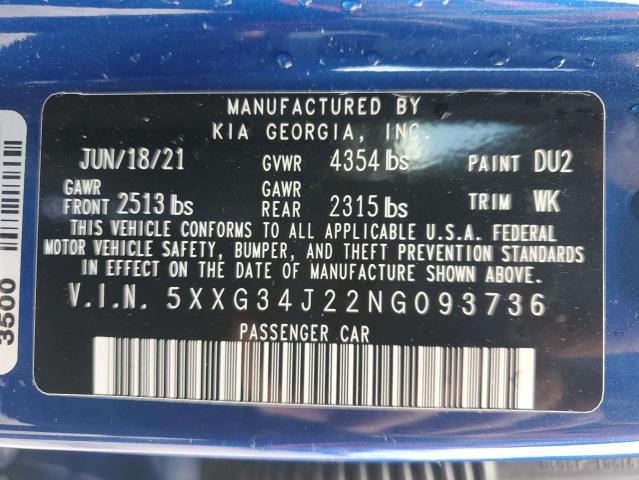 MANUFACTURED BY
KIA GEORGIA, INC.
JUN/18/21 GVWR 4354 lbs PAINT DU2
GAWR FRONT 2513 lbs GAWR REAR 2315 lbs TRIM WK
THIS VEHICLE CONFORMS TO ALL APPLICABLE U.S.A. FEDERAL
MOTOR VEHICLE SAFETY, BUMPER, AND THEFT PREVENTION STANDARDS
IN EFFECT ON THE DATE OF MANUFACTURE SHOWN ABOVE.
V.I.N. 5XXG34J22NG093736
PASSENGER CAR
3500